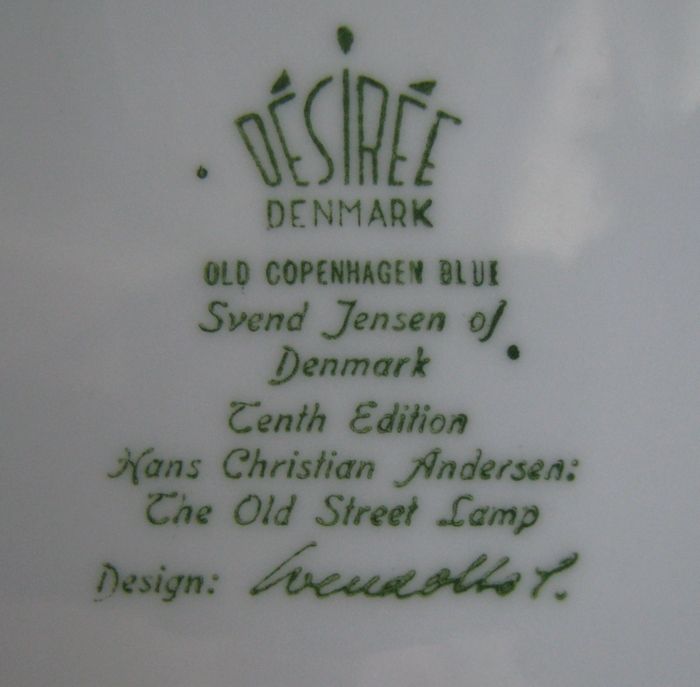 DÉSIRÉE
DENMARK
OLD COPENHAGEN BLUE
Svend Jensen of
Denmark
Tenth Edition
Hans Christian Andersen:
The Old Street Lamp
Design: